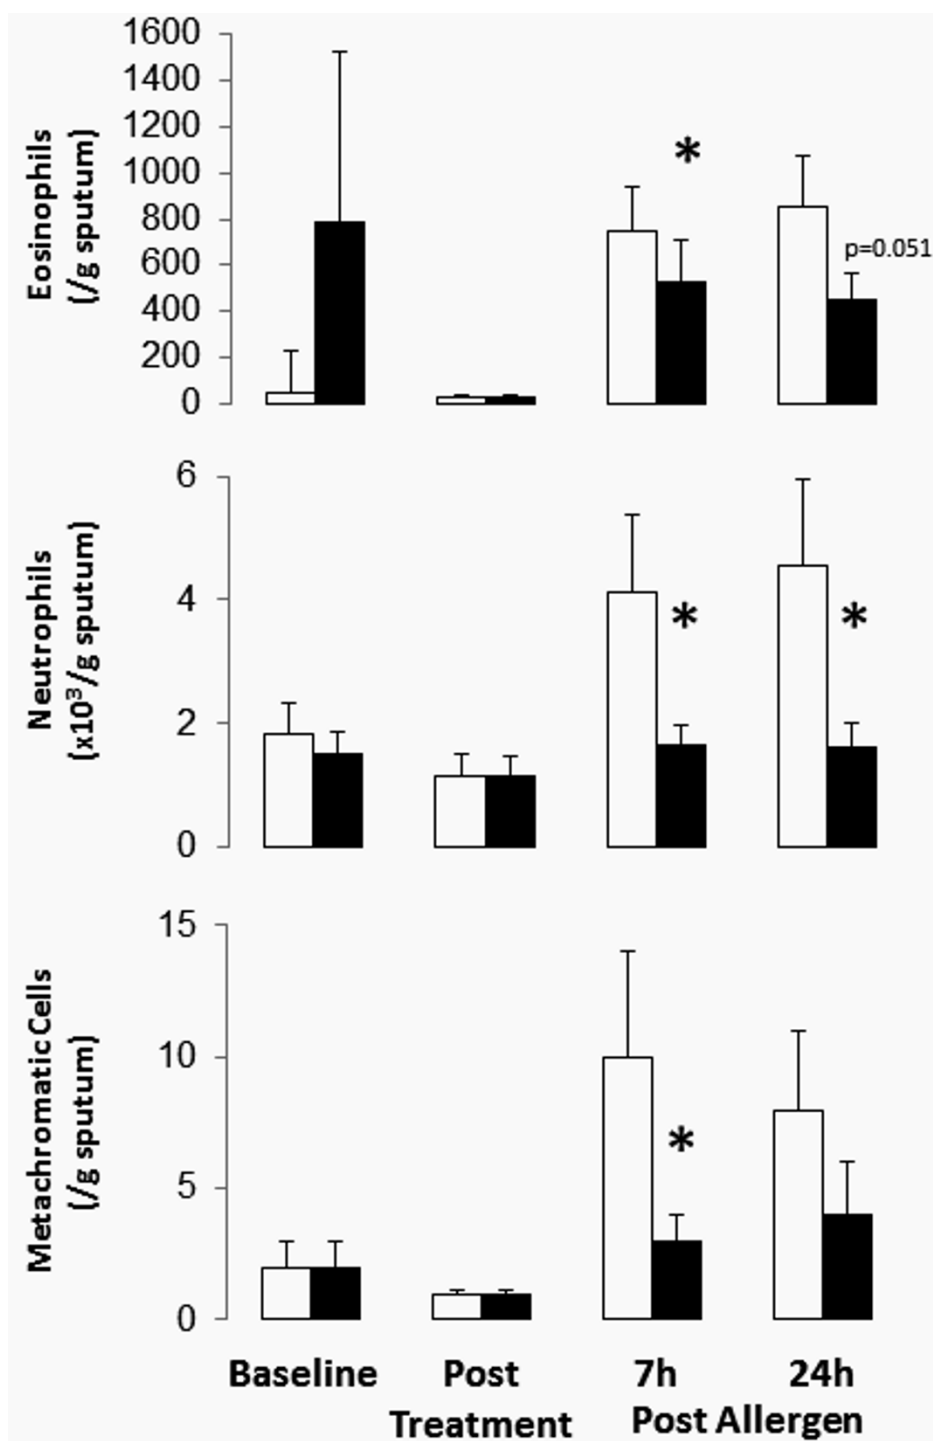 Eosinophils
(/g sputum)
1600
1400
1200
1000
800
600
400
200
0
*
p=0.051
Neutrophils
(x10³/g sputum)
6
4
2
0
*
*
Metachromatic Cells
(/g sputum)
15
10
5
0
*
Baseline
Post
Treatment
7h
24h
Post Allergen